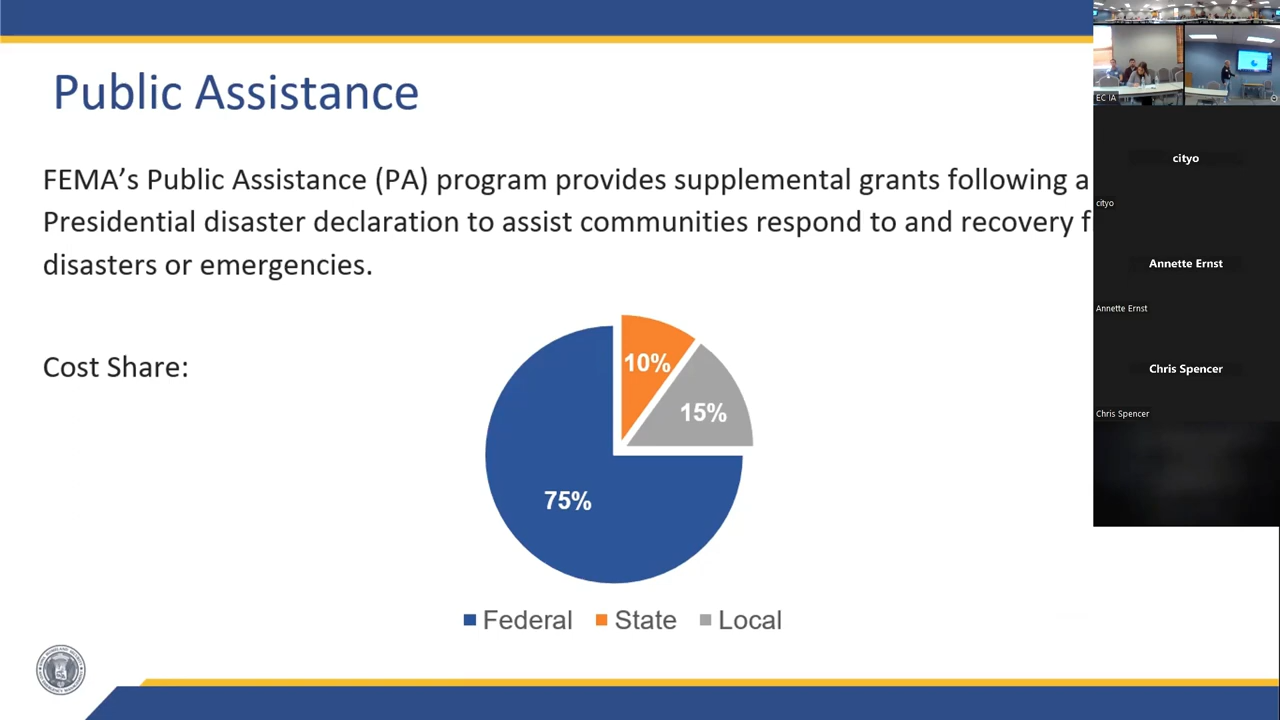 Public Assistance
FEMA’s Public Assistance (PA) program provides supplemental grants following a
Presidential disaster declaration to assist communities respond to and recovery f
disasters or emergencies.
Cost Share:
10%
15%
75%
Federal State Local
EC IA
cityo
cityo
Annette Ernst
Annette Ernst
Chris Spencer
Chris Spencer